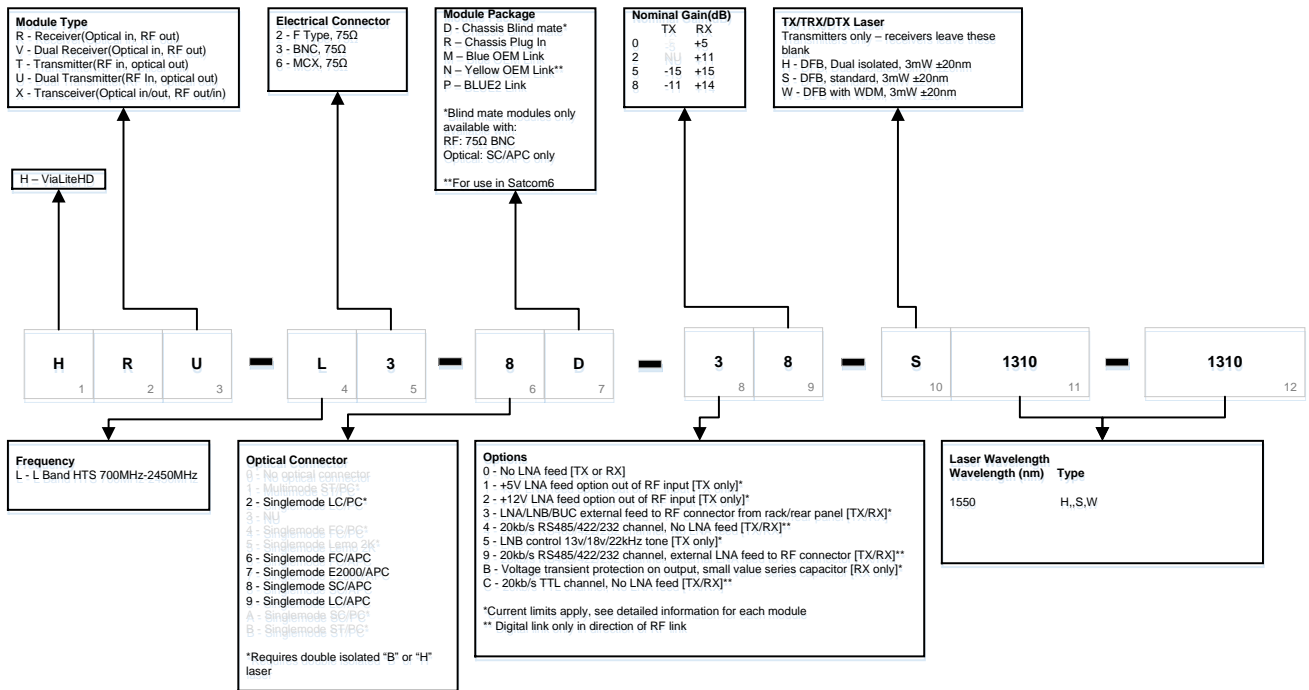 Module Type
R - Receiver(Optical in, RF out)
V - Dual Receiver(Optical in, RF out)
T - Transmitter(RF in, optical out)
U - Dual Transmitter(RF In, optical out)
X - Transceiver(Optical in/out, RF out/in)
Electrical Connector
2 - F Type, 75Ω
3 - BNC, 75Ω
6 - MCX, 75Ω
Module Package
D - Chassis Blind mate*
R – Chassis Plug In
M – Blue OEM Link
N – Yellow OEM Link**
P – BLUE2 Link
*Blind mate modules only
available with:
RF: 75Ω BNC
Optical: SC/APC only
**For use in Satcom6
Nominal Gain(dB)
TX RX
0 -5 +5
2 NU +11
5 -15 +15
8 -11 +14
TX/TRX/DTX Laser
Transmitters only – receivers leave these
blank
H - DFB, Dual isolated, 3mW ±20nm
S - DFB, standard, 3mW ±20nm
W - DFB with WDM, 3mW ±20nm
H – ViaLiteHD
H R U - L 3 - 8 D - 3 8 - S 1310 - 1310
1 2 3 4 5 6 7 8 9 10 11 12
Frequency
L - L Band HTS 700MHz-2450MHz
Optical Connector
0 - No optical connector
1 - Multimode ST/PC*
2 - Singlemode LC/PC*
3 - NU
4 - Singlemode FC/PC*
5 - Singlemode Lemo 2K*
6 - Singlemode FC/APC
7 - Singlemode E2000/APC
8 - Singlemode SC/APC
9 - Singlemode LC/APC
A - Singlemode SC/PC*
B - Singlemode ST/PC*
*Requires double isolated “B” or “H”
laser
Options
0 - No LNA feed [TX or RX]
1 - +5V LNA feed option out of RF input [TX only]*
2 - +12V LNA feed option out of RF input [TX only]*
3 - LNA/LNB/BUC external feed to RF connector from rack/rear panel [TX/RX]*
4 - 20kb/s RS485/422/232 channel, No LNA feed [TX/RX]**
5 - LNB control 13v/18v/22kHz tone [TX only]*
9 - 20kb/s RS485/422/232 channel, external LNA feed to RF connector [TX/RX]**
B - Voltage transient protection on output, small value series capacitor [RX only]*
C - 20kb/s TTL channel, No LNA feed [TX/RX]**
*Current limits apply, see detailed information for each module
** Digital link only in direction of RF link
Laser Wavelength
Wavelength (nm) Type
1550 H,,S,W